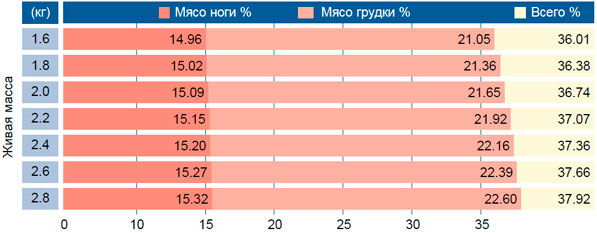 (кг) Мясо ноги % Мясо грудки % Всего %
Живая масса
1.6 14.96 21.05 36.01
1.8 15.02 21.36 36.38
2.0 15.09 21.65 36.74
2.2 15.15 21.92 37.07
2.4 15.20 22.16 37.36
2.6 15.27 22.39 37.66
2.8 15.32 22.60 37.92
0 10 15 20 25 30 35